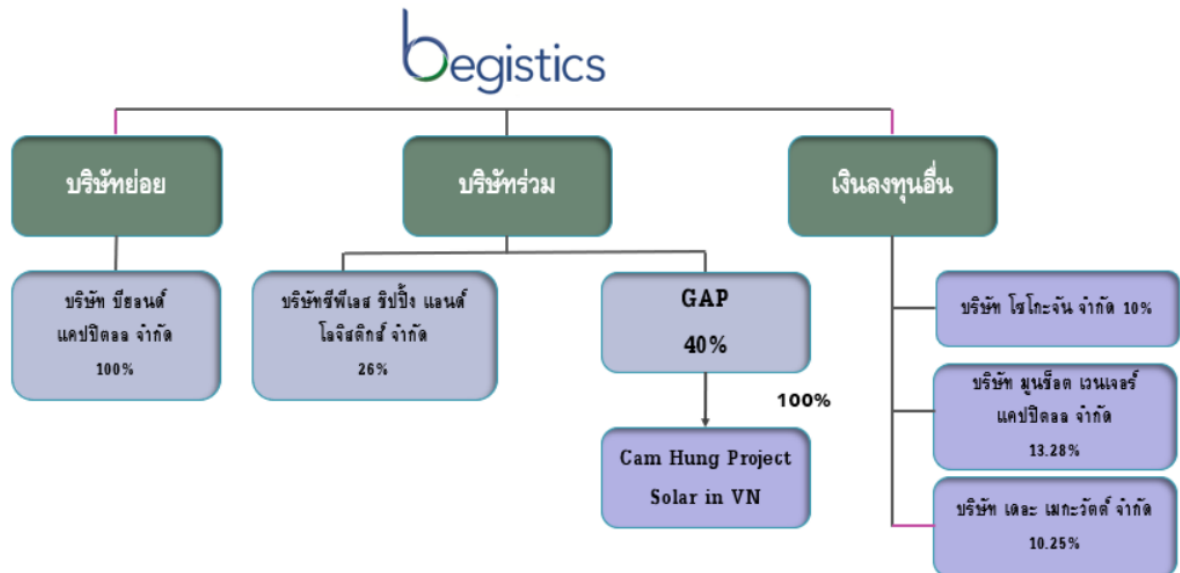 begistics
บริษัทย่อย
บริษัทร่วม
เงินลงทุนอื่น
บริษัท บียอนด์
แคปปิตอล จำกัด
100%
บริษัทซีพีเอส ชิปปิ้ง แอนด์
โลจิสติกส์ จำกัด
26%
GAP
40%
100%
Cam Hung Project
Solar in VN
บริษัท โซโกะจัน จำกัด 10%
บริษัท มูนช็อต เวนเจอร์
แคปปิตอล จำกัด
13.28%
บริษัท เดอะ เมกะวัตต์ จำกัด
10.25%